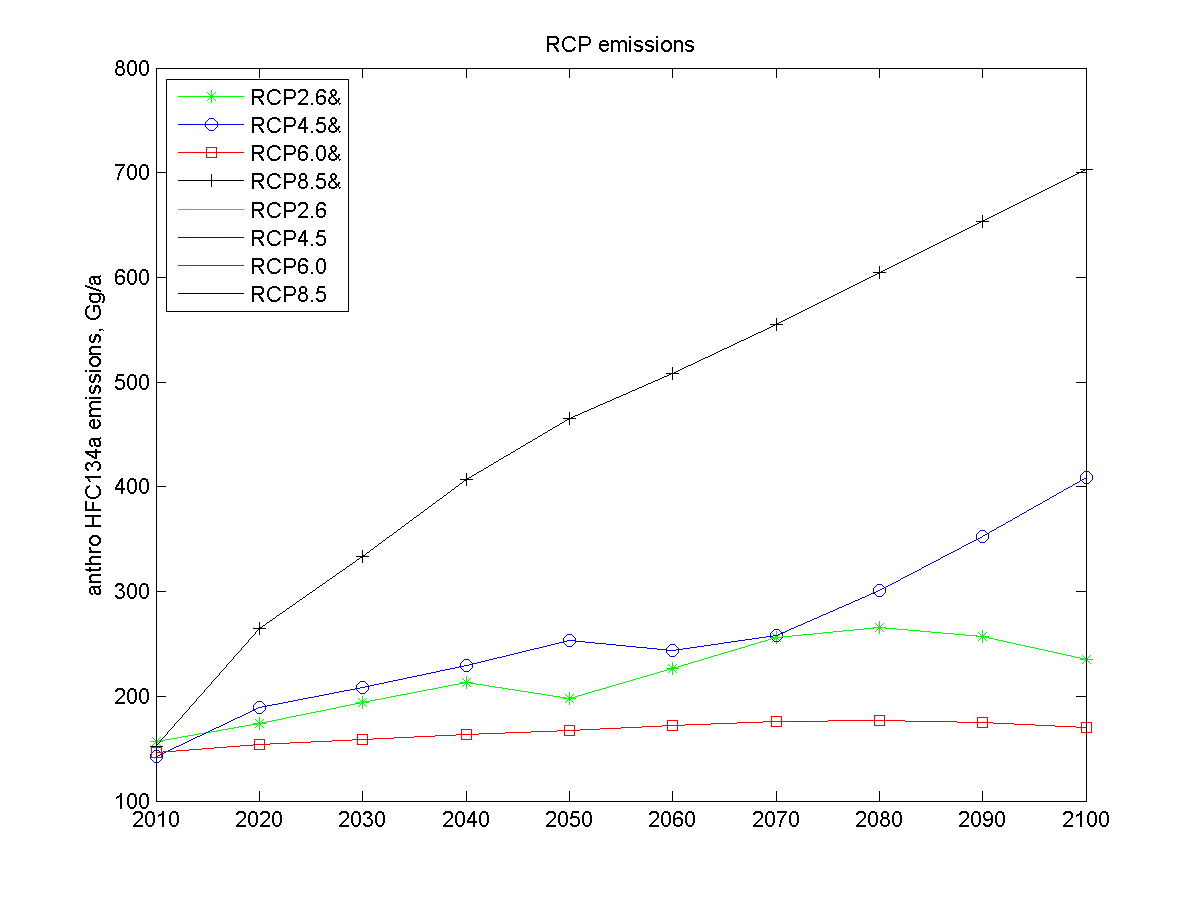 RCP emissions
800
700
600
500
400
300
200
100
anthro HFC134a emissions, Gg/a
RCP2.6&
RCP4.5&
RCP6.0&
RCP8.5&
RCP2.6
RCP4.5
RCP6.0
RCP8.5
2010 2020 2030 2040 2050 2060 2070 2080 2090 2100